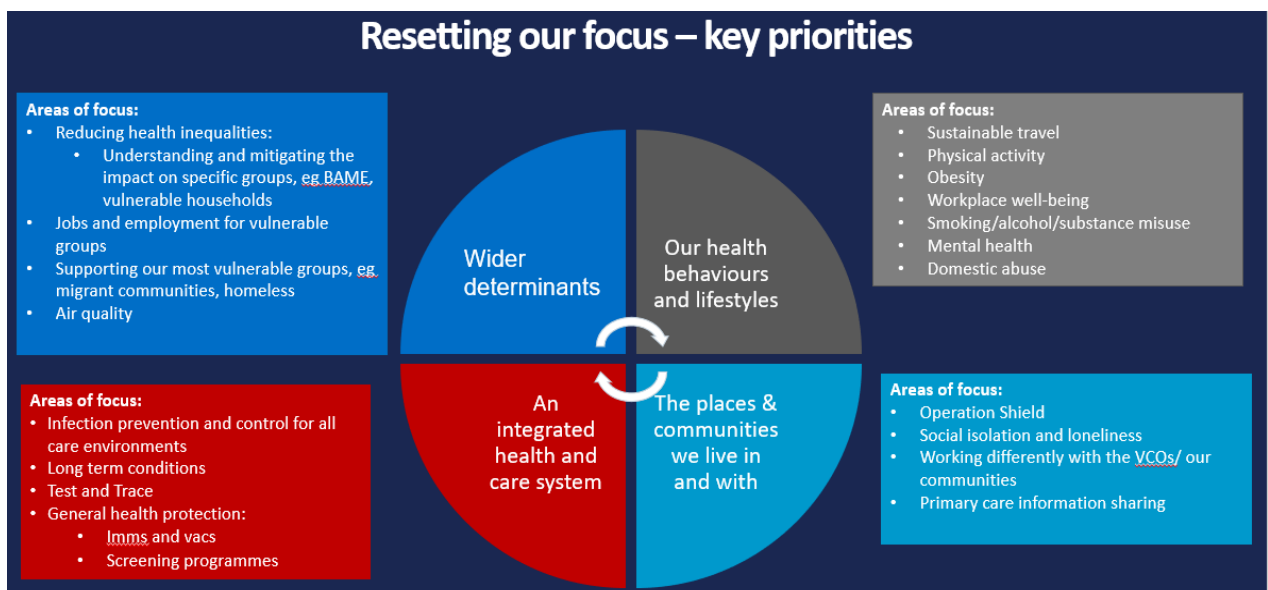 Resetting our focus – key priorities
Areas of focus:
• Reducing health inequalities:
• Understanding and mitigating the
impact on specific groups, eg BAME,
vulnerable households
• Jobs and employment for vulnerable
groups
• Supporting our most vulnerable groups, eg
migrant communities, homeless
• Air quality
Wider
determinants
Our health
behaviours
and lifestyles
Areas of focus:
• Sustainable travel
• Physical activity
• Obesity
• Workplace well-being
• Smoking/alcohol/substance misuse
• Mental health
• Domestic abuse
Areas of focus:
• Infection prevention and control for all
care environments
• Long term conditions
• Test and Trace
• General health protection:
• Imms and vacs
• Screening programmes
An
integrated
health and
care system
The places &
communities
we live in
and with
Areas of focus:
• Operation Shield
• Social isolation and loneliness
• Working differently with the VCOs/ our
communities
• Primary care information sharing